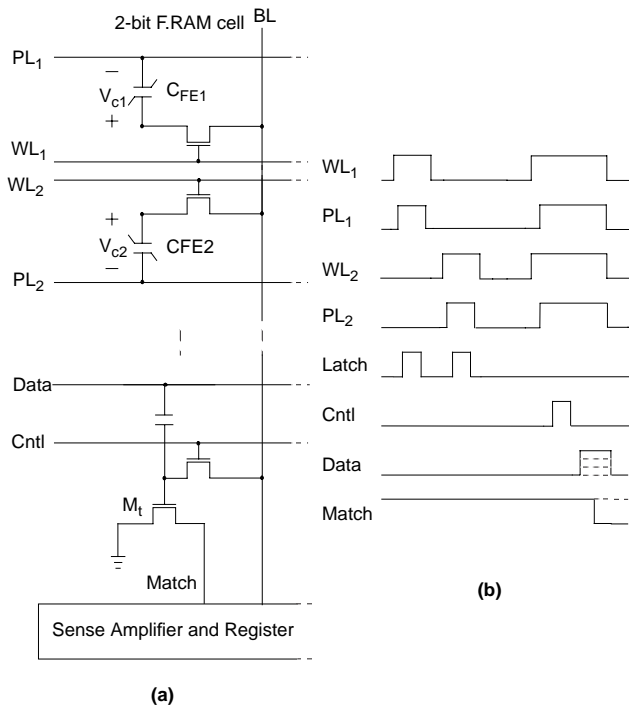 2-bit F.RAM cell
BL
PL1
−
Vc1
CFE1
+
WL1
WL2
+
Vc2
CFE2
−
PL2
Data
Cntl
Mt
Match
Sense Amplifier and Register
(a)
WL1
PL1
WL2
PL2
Latch
Cntl
Data
Match
(b)